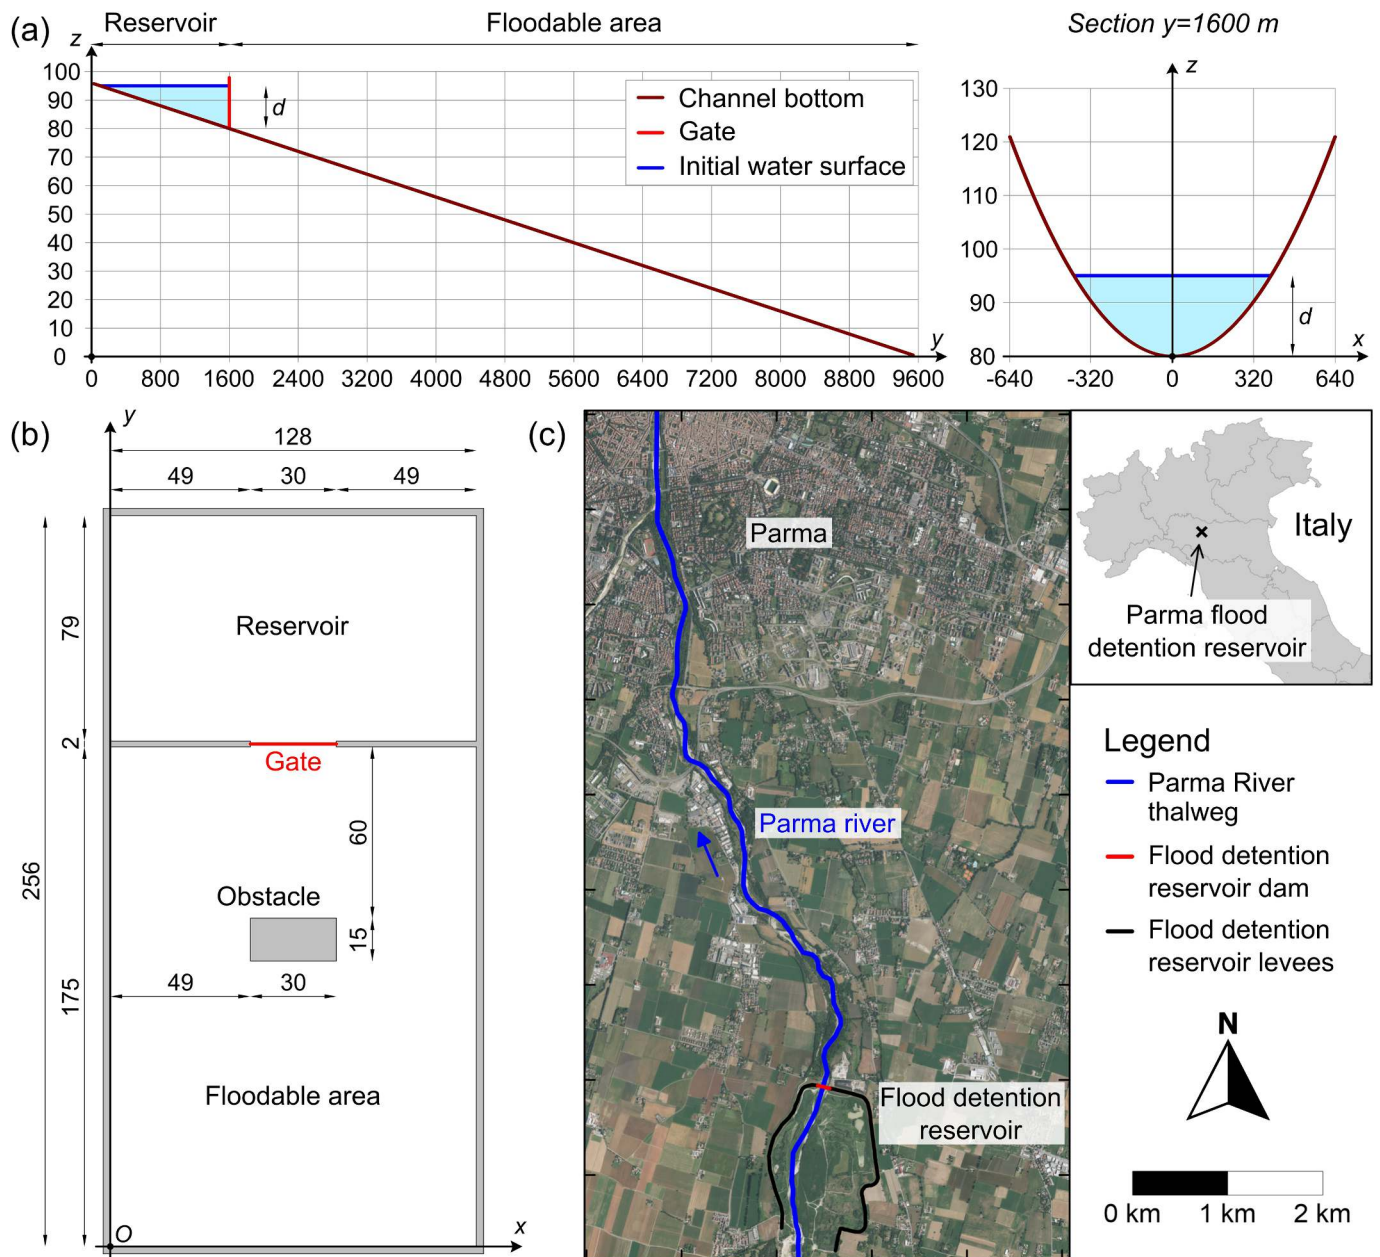 (a)
Reservoir
Floodable area
z
100
90
80
70
60
50
40
30
20
10
0
d
Channel bottom
Gate
Initial water surface
y
0 800 1600 2400 3200 4000 4800 5600 6400 7200 8000 8800 9600
Section y=1600 m
z
130
120
110
100
90
80
d
x
-640 -320 0 320 640
(b)
y
128
49 30 49
Reservoir
79
2
Gate
60
256
Obstacle
15
49 30
175
Floodable area
O
x
(c)
Parma
Parma river
Flood detention
reservoir
Italy
Parma flood
detention reservoir
Legend
Parma River
thalweg
Flood detention
reservoir dam
Flood detention
reservoir levees
N
0 km 1 km 2 km